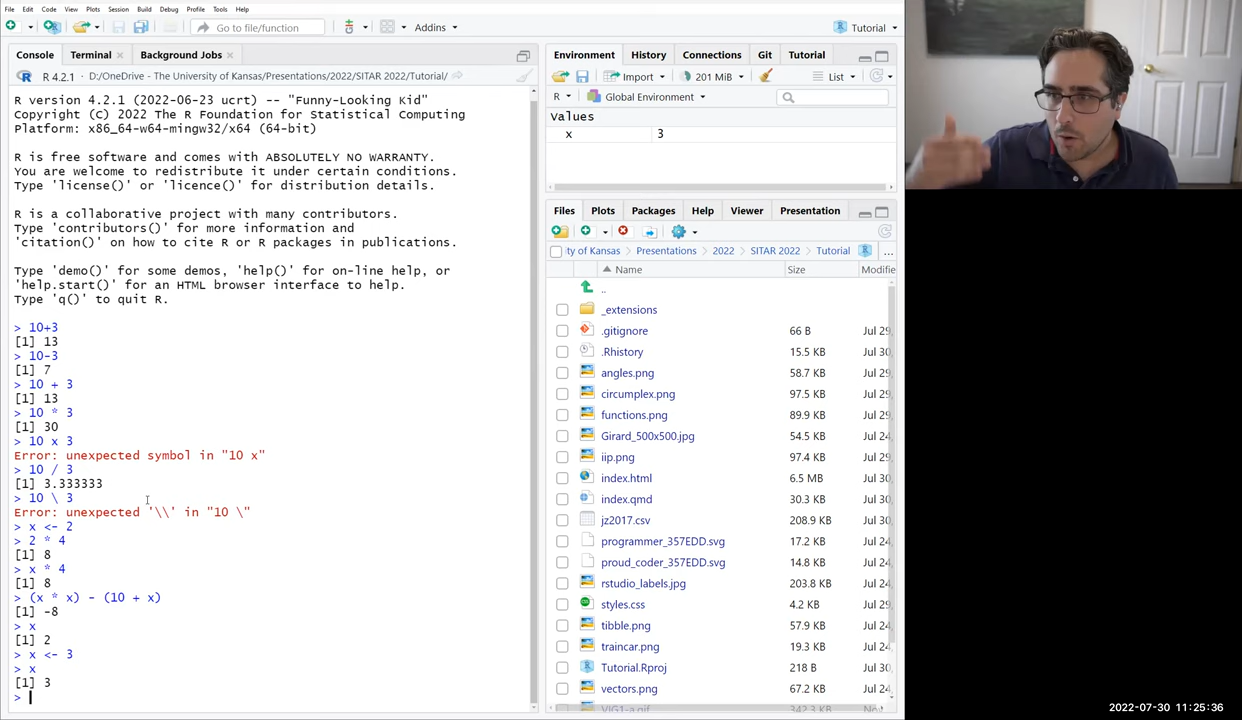 File Edit Code View Plots Session Build Debug Profile Tools Help
Go to file/function Addins Tutorial
Console Terminal Background Jobs
R 4.2.1 · D:/OneDrive - The University of Kansas/Presentations/2022/SITAR 2022/Tutorial/
R version 4.2.1 (2022-06-23 ucrt) -- "Funny-Looking Kid"
Copyright (C) 2022 The R Foundation for Statistical Computing
Platform: x86_64-w64-mingw32/x64 (64-bit)
R is free software and comes with ABSOLUTELY NO WARRANTY.
You are welcome to redistribute it under certain conditions.
Type 'license()' or 'licence()' for distribution details.
R is a collaborative project with many contributors.
Type 'contributors()' for more information and
'citation()' on how to cite R or R packages in publications.
Type 'demo()' for some demos, 'help()' for on-line help, or
'help.start()' for an HTML browser interface to help.
Type 'q()' to quit R.
> 10+3
[1] 13
> 10-3
[1] 7
> 10 + 3
[1] 13
> 10 * 3
[1] 30
> 10 x 3
Error: unexpected symbol in "10 x"
> 10 / 3
[1] 3.333333
> 10 \ 3
Error: unexpected '\\' in "10 \"
> x <- 2
> 2 * 4
[1] 8
> x * 4
[1] 8
> (x * x) - (10 + x)
[1] -8
> x
[1] 2
> x <- 3
> x
[1] 3
>
Environment History Connections Git Tutorial
Import 201 MiB List
R Global Environment
Values
x 3
Files Plots Packages Help Viewer Presentation
ty of Kansas Presentations 2022 SITAR 2022 Tutorial ...
Name Size Modifie
..
_extensions
.gitignore 66 B Jul 29,
.Rhistory 15.5 KB Jul 30,
angles.png 58.7 KB Jul 29,
circumplex.png 97.5 KB Jul 29,
functions.png 89.9 KB Jul 24,
Girard_500x500.jpg 54.5 KB Jul 24,
iip.png 97.4 KB Jul 24,
index.html 6.5 MB Jul 30,
index.qmd 30.3 KB Jul 30,
jz2017.csv 208.9 KB Jul 30,
programmer_357EDD.svg 17.2 KB Jul 24,
proud_coder_357EDD.svg 14.8 KB Jul 24,
rstudio_labels.jpg 203.8 KB Jul 24,
styles.css 4.2 KB Jul 29,
tibble.png 57.9 KB Jul 24,
traincar.png 19.3 KB Jul 24,
Tutorial.Rproj 218 B Jul 30,
vectors.png 67.2 KB Jul 24,
VIG1-a.gif 342.3 KB Jul 24,
2022-07-30 11:25:36